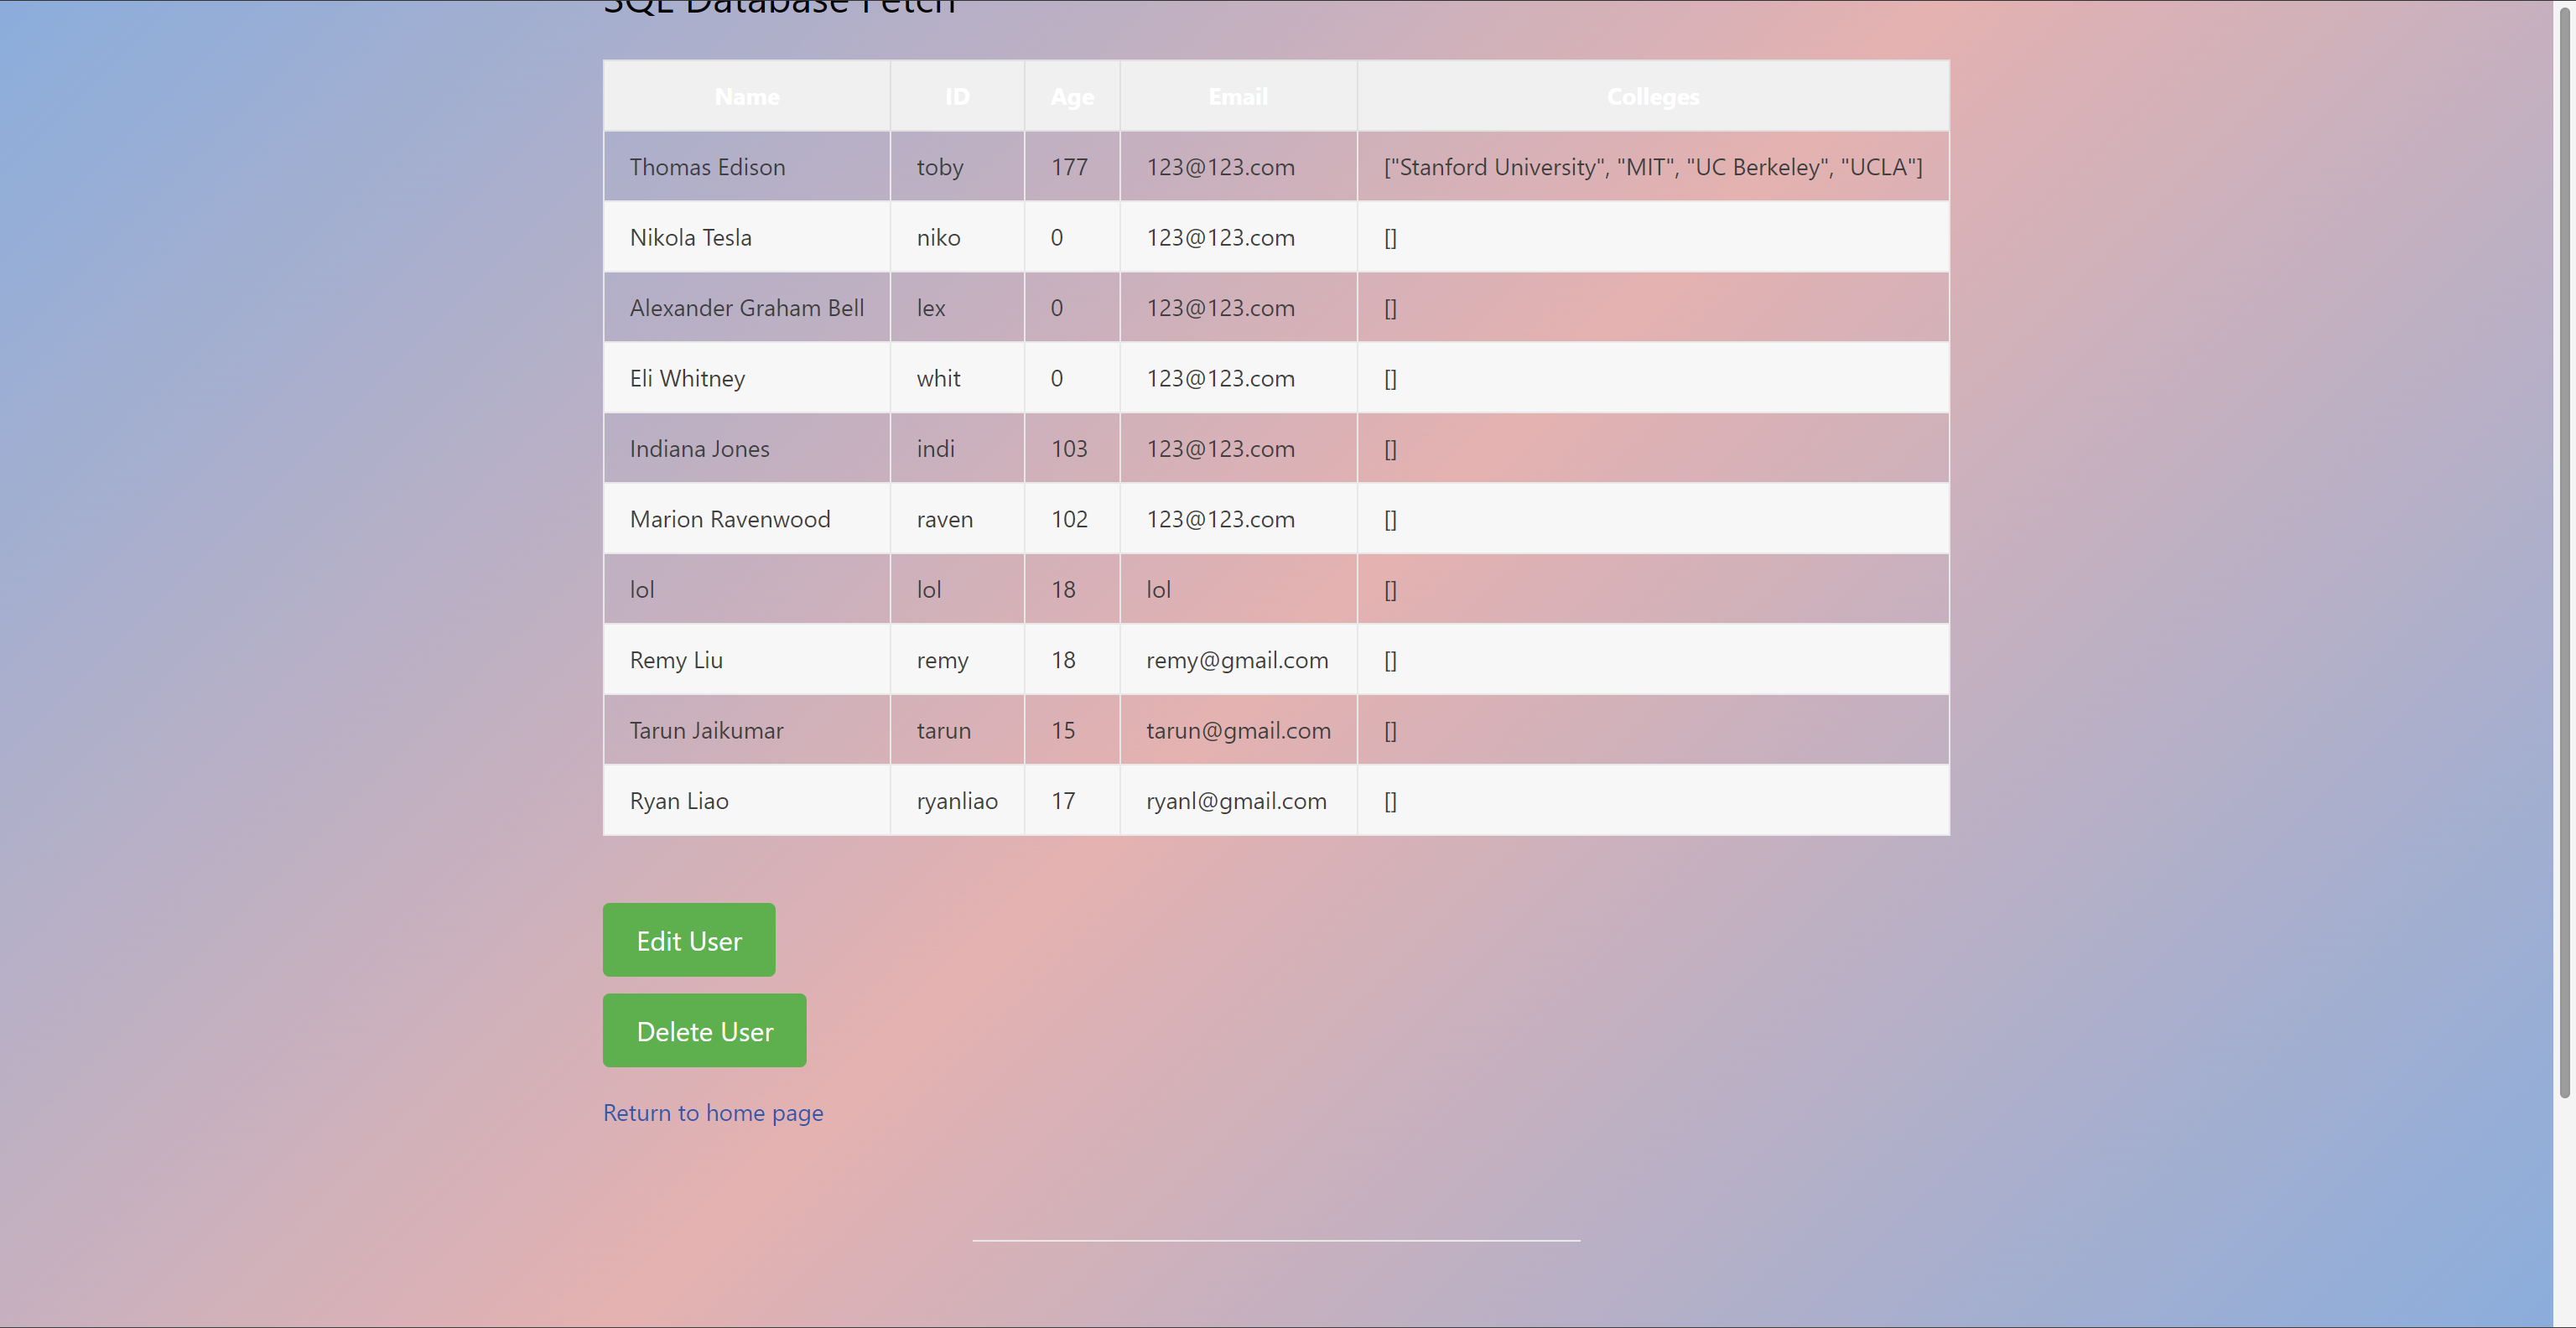 SQL Database Fetch
Name ID Age Email Colleges
Thomas Edison toby 177 123@123.com ["Stanford University", "MIT", "UC Berkeley", "UCLA"]
Nikola Tesla niko 0 123@123.com []
Alexander Graham Bell lex 0 123@123.com []
Eli Whitney whit 0 123@123.com []
Indiana Jones indi 103 123@123.com []
Marion Ravenwood raven 102 123@123.com []
lol lol 18 lol []
Remy Liu remy 18 remy@gmail.com []
Tarun Jaikumar tarun 15 tarun@gmail.com []
Ryan Liao ryanliao 17 ryanl@gmail.com []
Edit User
Delete User
Return to home page